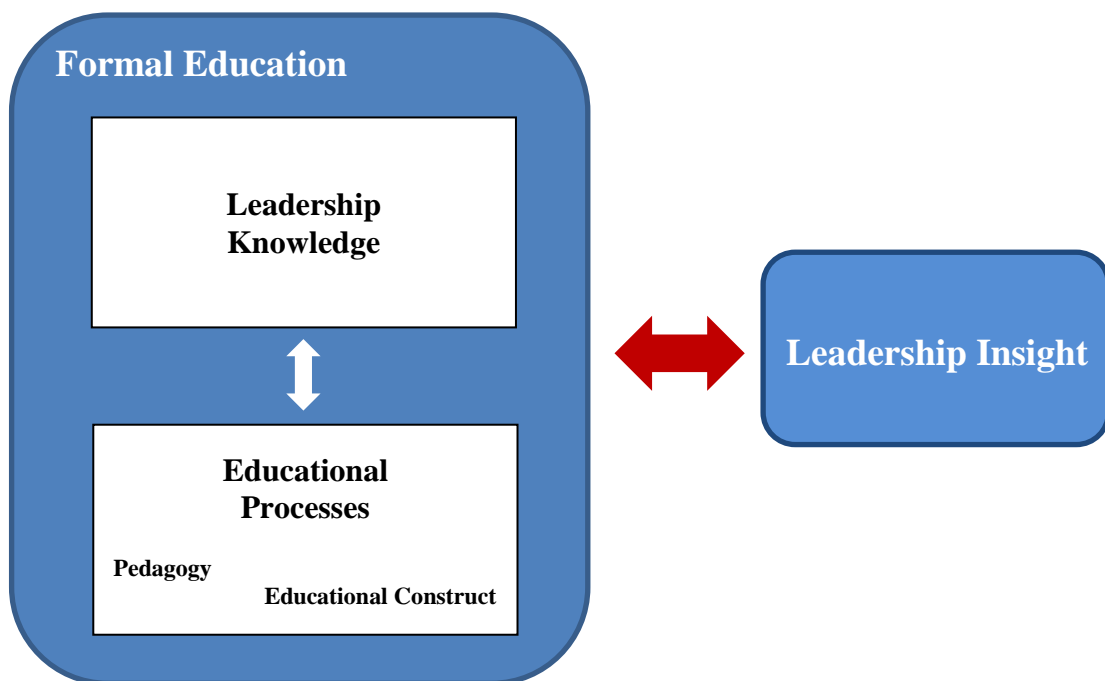 Formal Education
Leadership
Knowledge
Leadership Insight
Educational
Processes
Pedagogy
Educational Construct